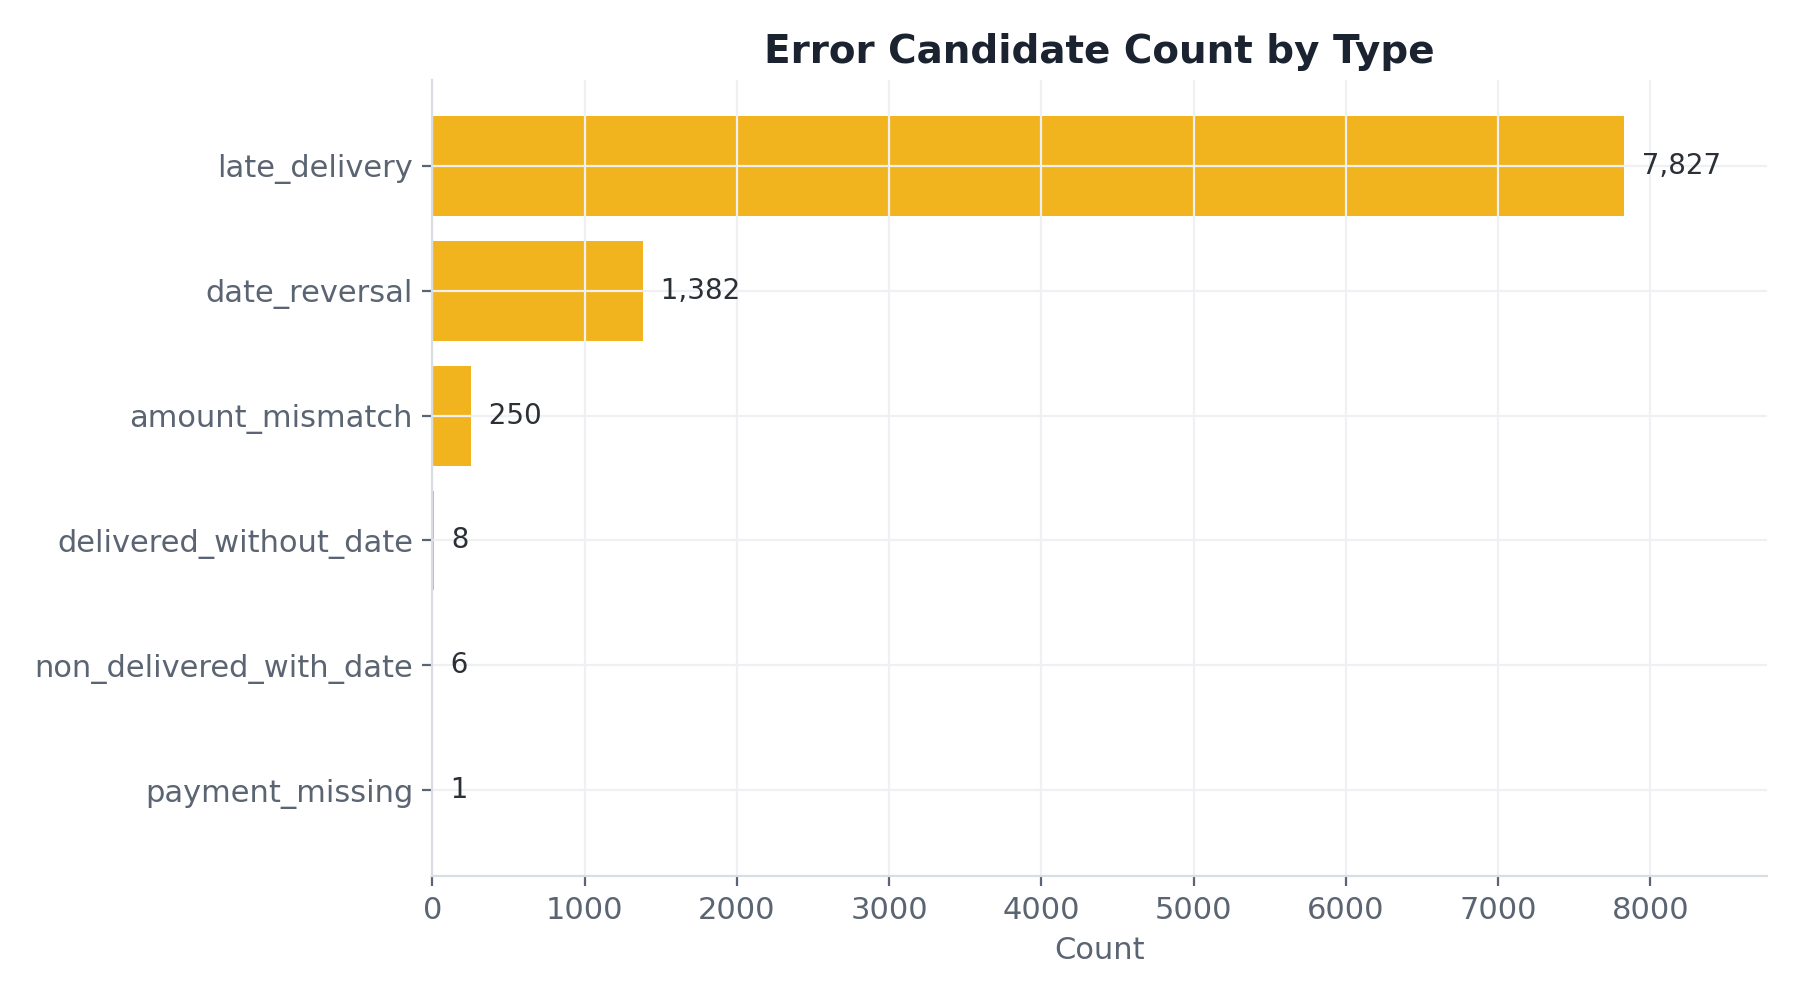 Error Candidate Count by Type
late_delivery 7,827
date_reversal 1,382
amount_mismatch 250
delivered_without_date 8
non_delivered_with_date 6
payment_missing 1
0 1000 2000 3000 4000 5000 6000 7000 8000
Count